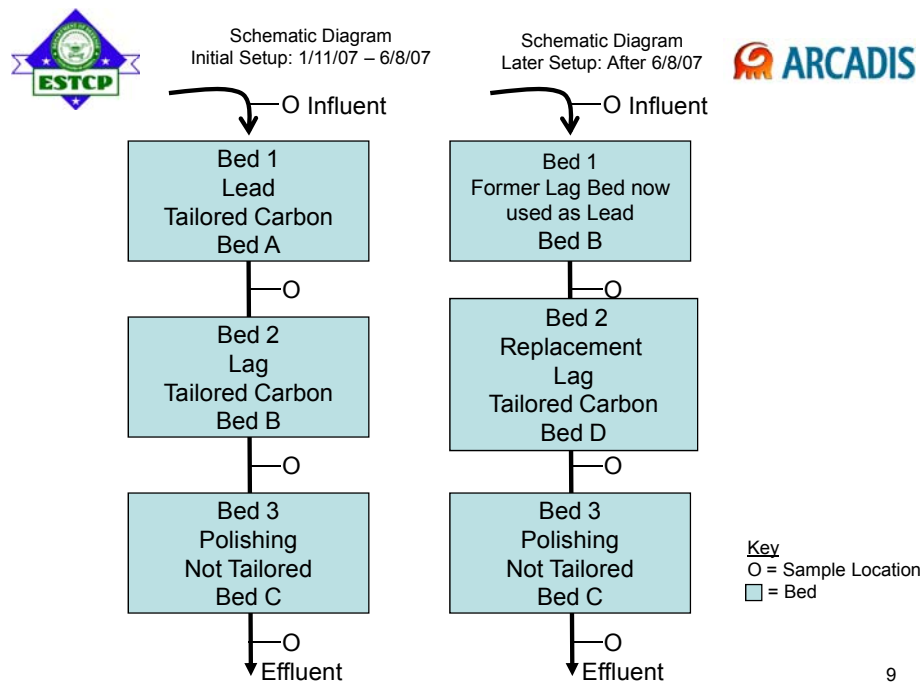 ESTCP
Schematic Diagram
Initial Setup: 1/11/07 – 6/8/07
O Influent
Bed 1
Lead
Tailored Carbon
Bed A
O
Bed 2
Lag
Tailored Carbon
Bed B
O
Bed 3
Polishing
Not Tailored
Bed C
O
Effluent
Schematic Diagram
Later Setup: After 6/8/07
O Influent
Bed 1
Former Lag Bed now
used as Lead
Bed B
O
Bed 2
Replacement
Lag
Tailored Carbon
Bed D
O
Bed 3
Polishing
Not Tailored
Bed C
O
Effluent
ARCADIS
Key
O = Sample Location
= Bed
9